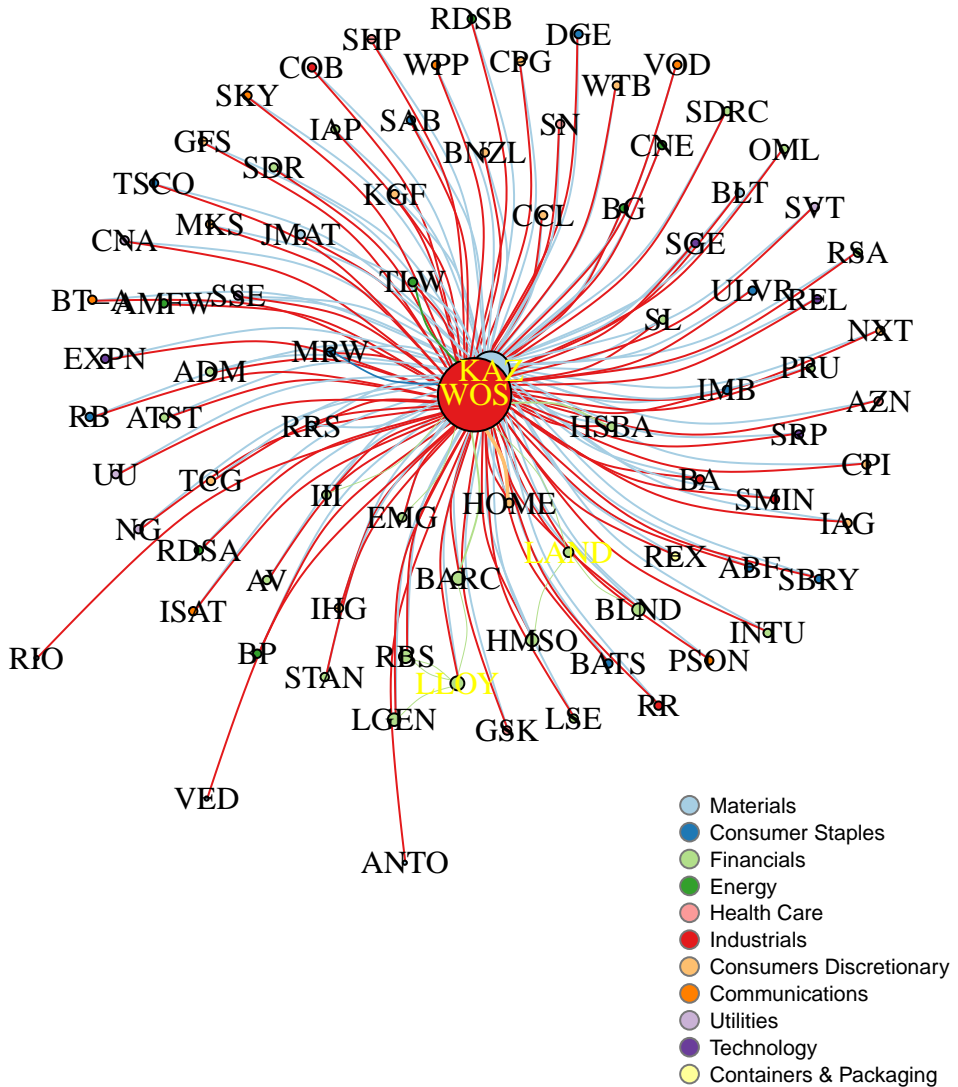 RDSB
DGE
SHP
CPG
WPP
VOD
COB
WTB
SKY
SDRC
SAB
SN
IAP
GFS
CNE
OML
BNZL
SDR
TSCO
KGF
BLT
SVT
CCL
BG
MKS
JMAT
CNA
SGE
RSA
TLW
ULVR
BT-A
AMFW
SSE
REL
SL
NXT
MRW
EXPN
ADM
KAZ
PRU
WOS
IMB
AZN
RB
ATST
RRS
HSBA
SRP
UU
TCG
CPI
BA
III
HOME
SMIN
EMG
IAG
NG
RDSA
LAND
REX
AV
BARC
ABF
SBRY
ISAT
IHG
BLND
INTU
HMSO
RIO
BP
RBS
BATS
PSON
STAN
LLOY
RR
LGEN
GSK
LSE
VED
ANTO
Materials
Consumer Staples
Financials
Energy
Health Care
Industrials
Consumers Discretionary
Communications
Utilities
Technology
Containers & Packaging